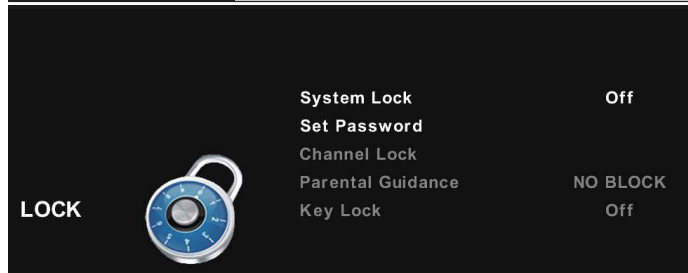 System Lock Off
Set Password
Channel Lock
Parental Guidance NO BLOCK
LOCK
Key Lock Off